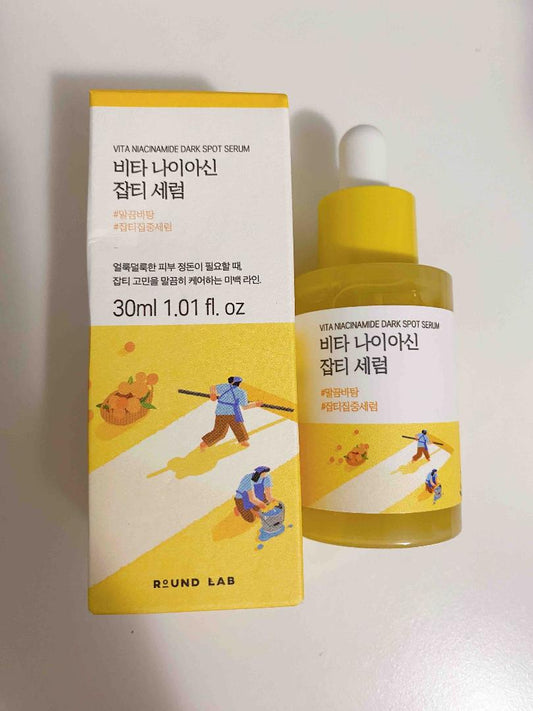 VITA NIACINAMIDE DARK SPOT SERUM
비타 나이아신
잡티 세럼
#말끔바탕
#잡티집중세럼
얼룩덜룩한 피부 정돈이 필요할 때,
잡티 고민을 말끔히 케어하는 미백 라인.
30ml 1.01 fl. oz
ROUND LAB
VITA NIACINAMIDE DARK SPOT SERUM
비타 나이아신
잡티 세럼
#말끔바탕
#잡티집중세럼